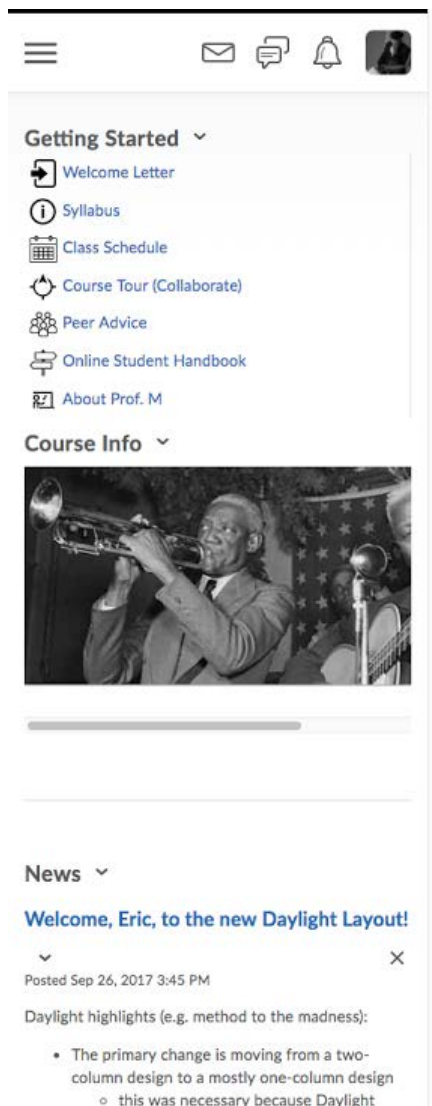 Getting Started
Welcome Letter
Syllabus
Class Schedule
Course Tour (Collaborate)
Peer Advice
Online Student Handbook
About Prof. M
Course Info
News
Welcome, Eric, to the new Daylight Layout!
Posted Sep 26, 2017 3:45 PM
Daylight highlights (e.g. method to the madness):
• The primary change is moving from a two-
column design to a mostly one-column design
◦ this was necessary because Daylight